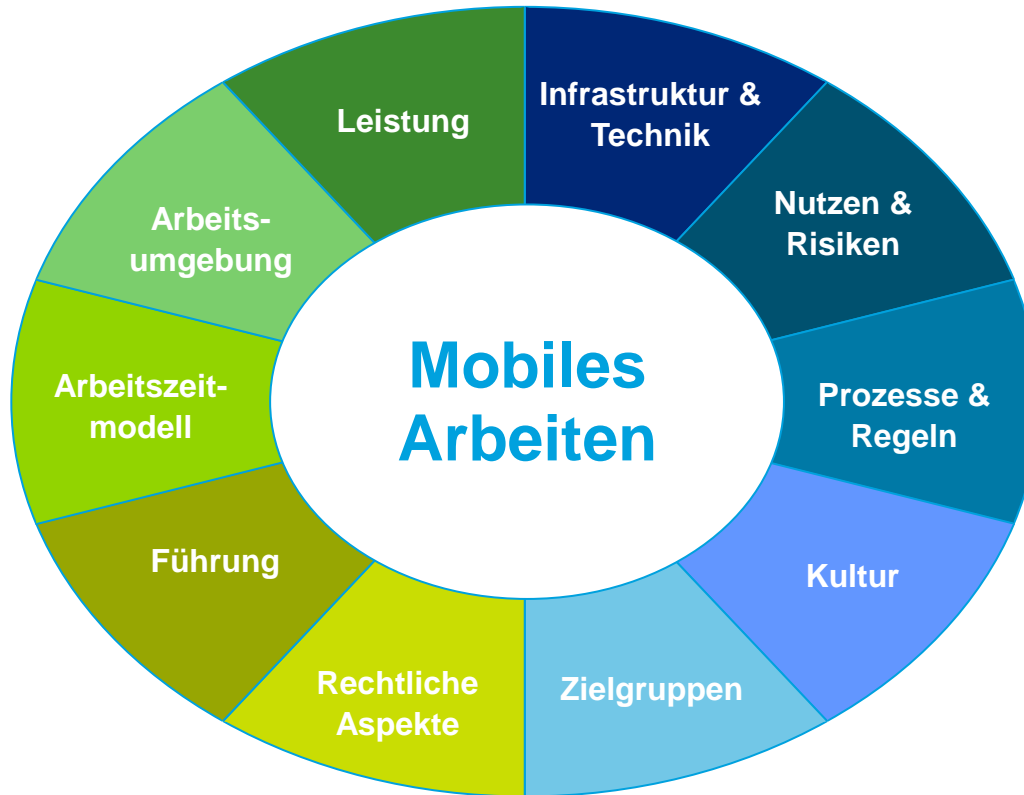 Mobiles
Arbeiten
Infrastruktur &
Technik
Nutzen &
Risiken
Prozesse &
Regeln
Kultur
Zielgruppen
Rechtliche
Aspekte
Führung
Arbeitszeit-
modell
Arbeits-
umgebung
Leistung